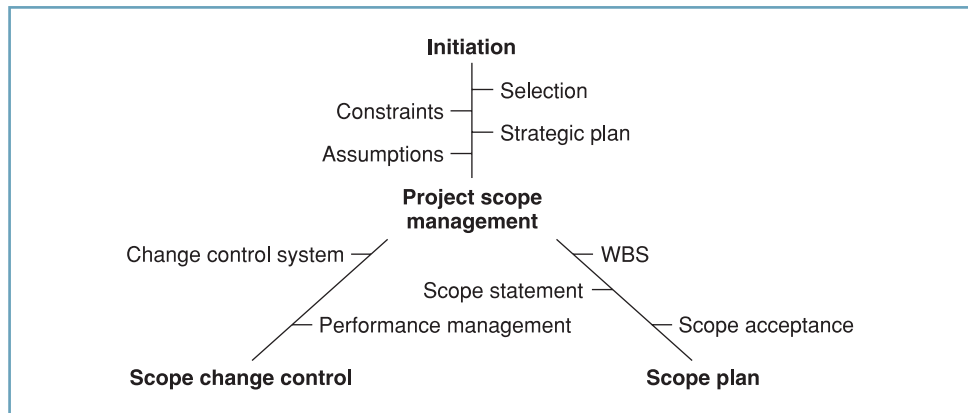 Initiation
Selection
Constraints
Strategic plan
Assumptions
Project scope
management
Change control system
WBS
Scope statement
Performance management
Scope acceptance
Scope change control
Scope plan